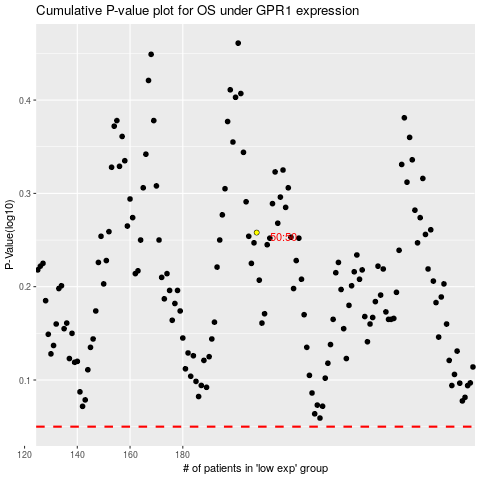 Cumulative P-value plot for OS under GPR1 expression
P-Value(log10)
0.4
0.3
0.2
0.1
50:50
120 140 160 180
# of patients in 'low exp' group